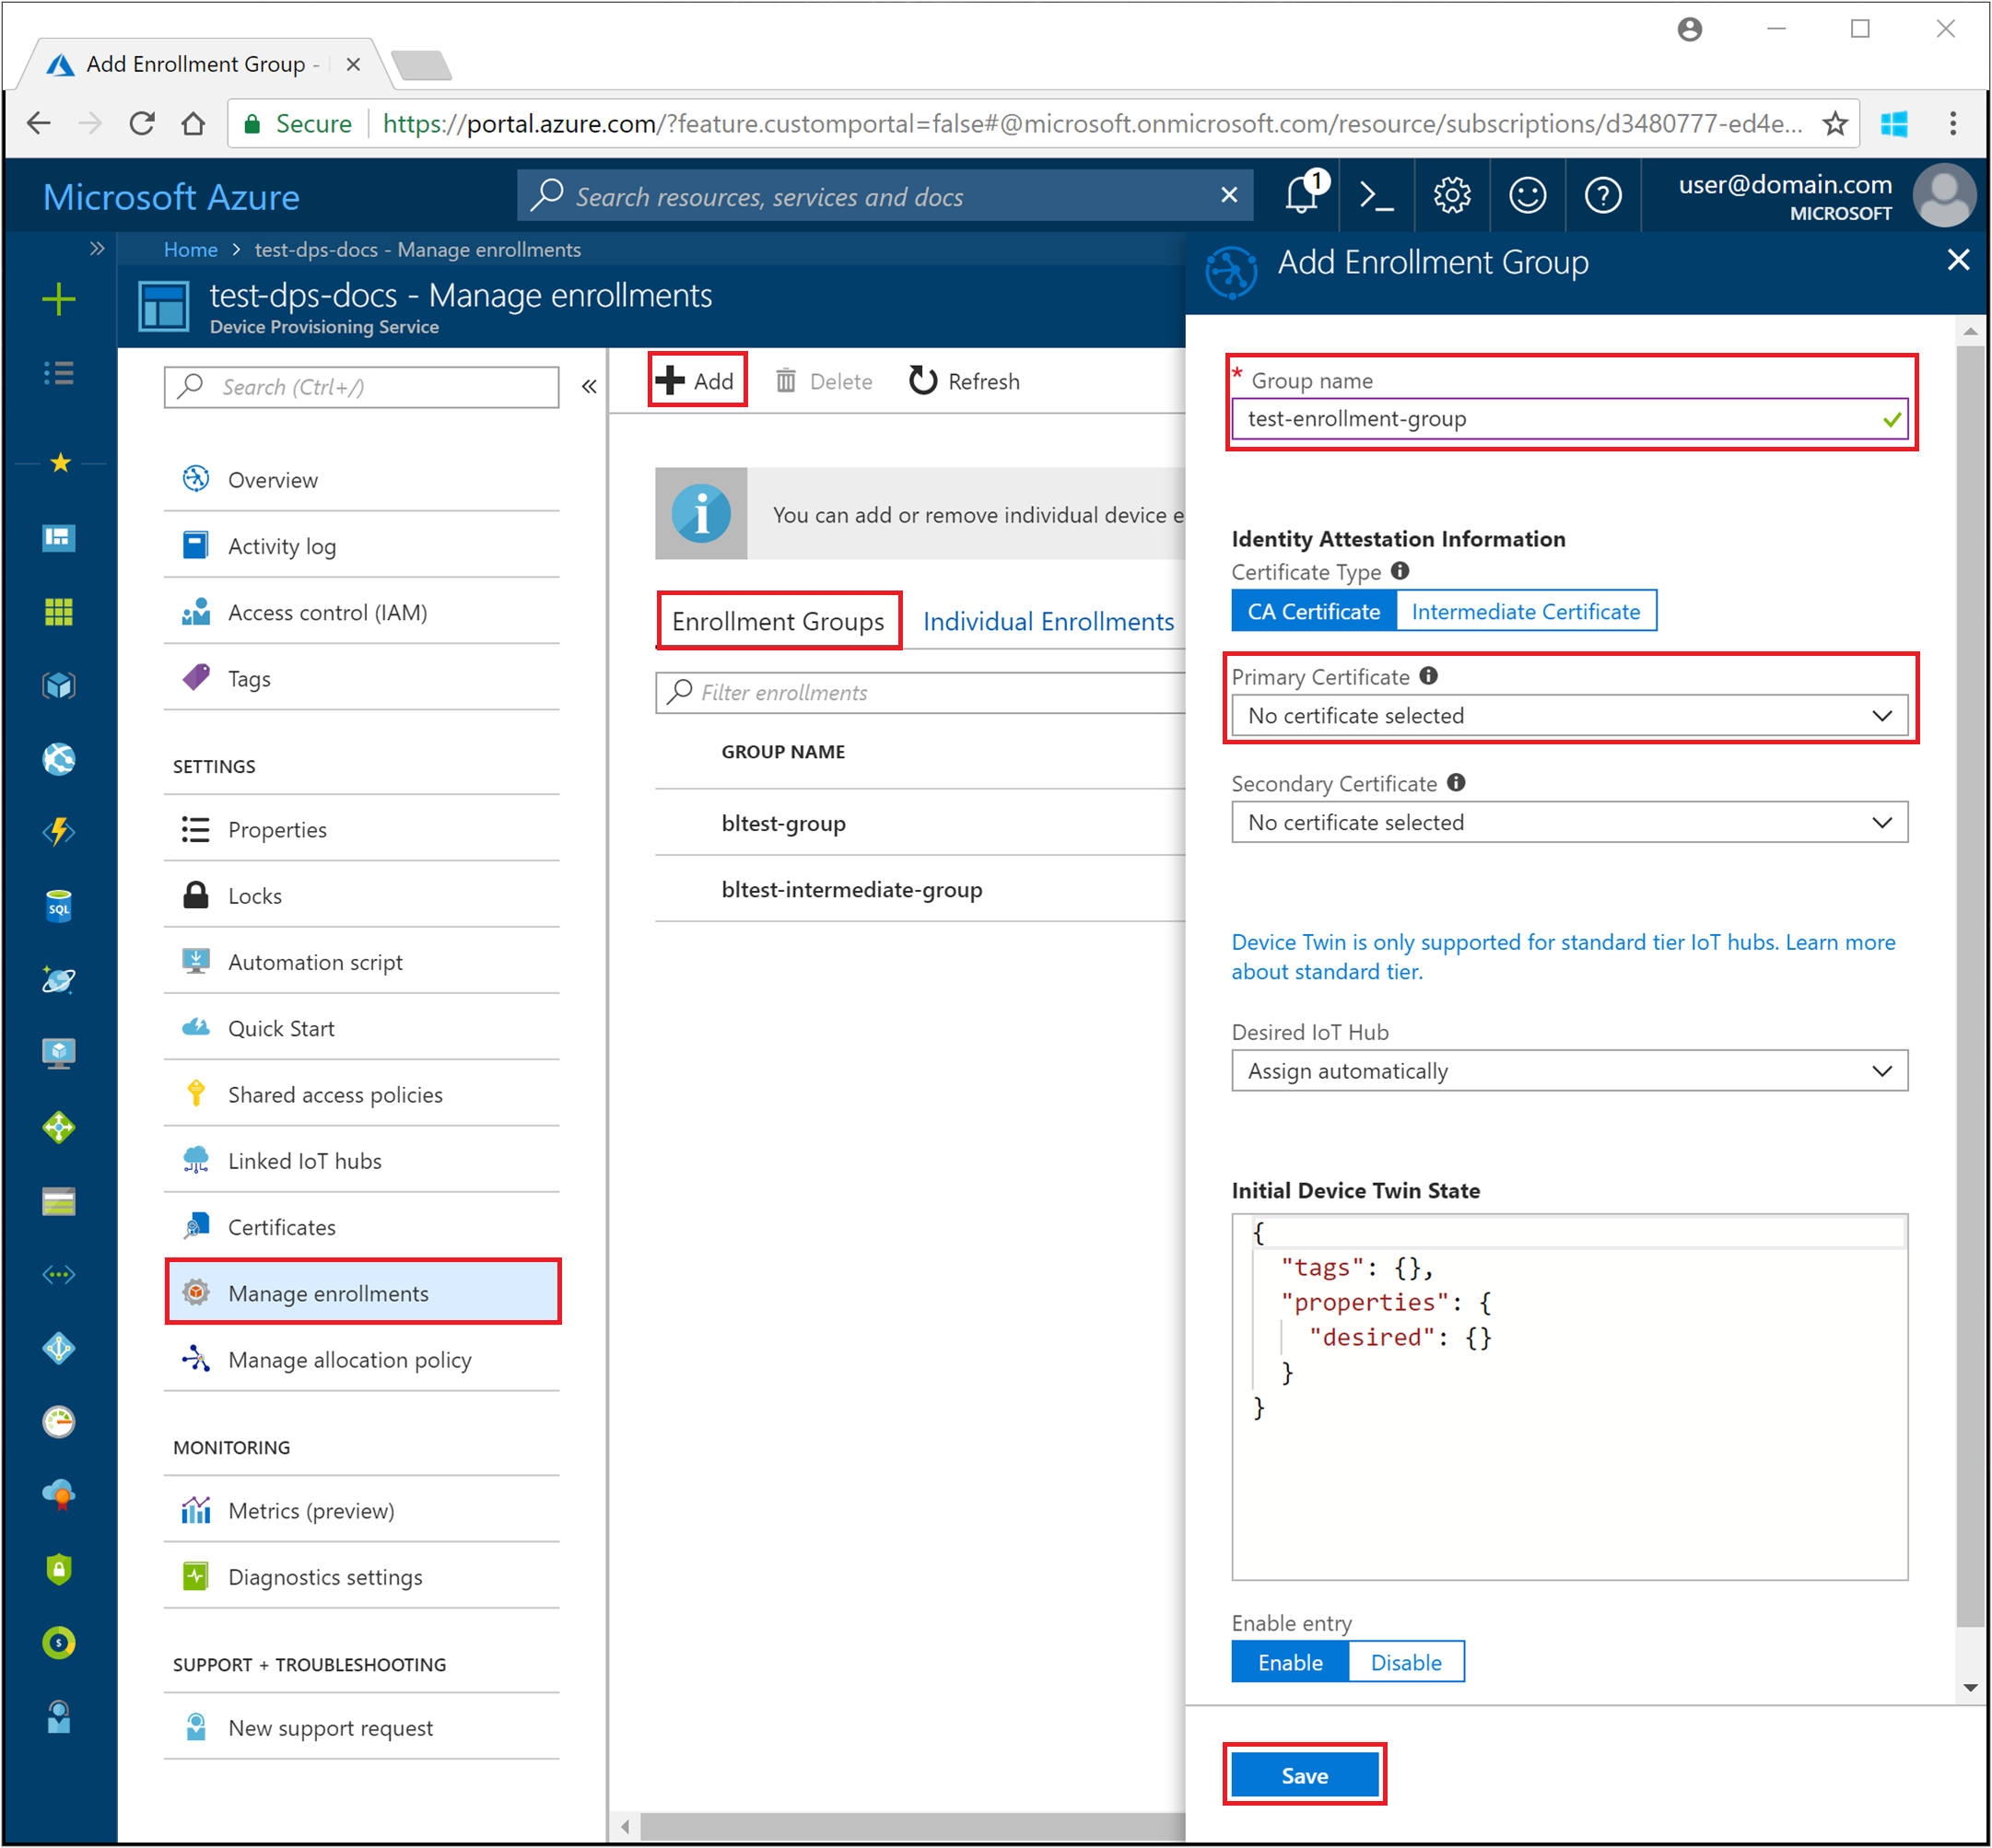 Add Enrollment Group -
Secure https://portal.azure.com/?feature.customportal=false#@microsoft.onmicrosoft.com/resource/subscriptions/d3480777-ed4e...
Microsoft Azure
Search resources, services and docs
1
user@domain.com
MICROSOFT
Home > test-dps-docs - Manage enrollments
test-dps-docs - Manage enrollments
Device Provisioning Service
Search (Ctrl+/)
Overview
Activity log
Access control (IAM)
Tags
SETTINGS
Properties
Locks
Automation script
Quick Start
Shared access policies
Linked IoT hubs
Certificates
Manage enrollments
Manage allocation policy
MONITORING
Metrics (preview)
Diagnostics settings
SUPPORT + TROUBLESHOOTING
New support request
SQL
$
Add Delete Refresh
You can add or remove individual device e
Enrollment Groups Individual Enrollments
Filter enrollments
GROUP NAME
bltest-group
bltest-intermediate-group
Add Enrollment Group
* Group name
test-enrollment-group
Identity Attestation Information
Certificate Type
CA Certificate Intermediate Certificate
Primary Certificate
No certificate selected
Secondary Certificate
No certificate selected
Device Twin is only supported for standard tier IoT hubs. Learn more
about standard tier.
Desired IoT Hub
Assign automatically
Initial Device Twin State
{
"tags": {},
"properties": {
"desired": {}
}
}
Enable entry
Enable Disable
Save